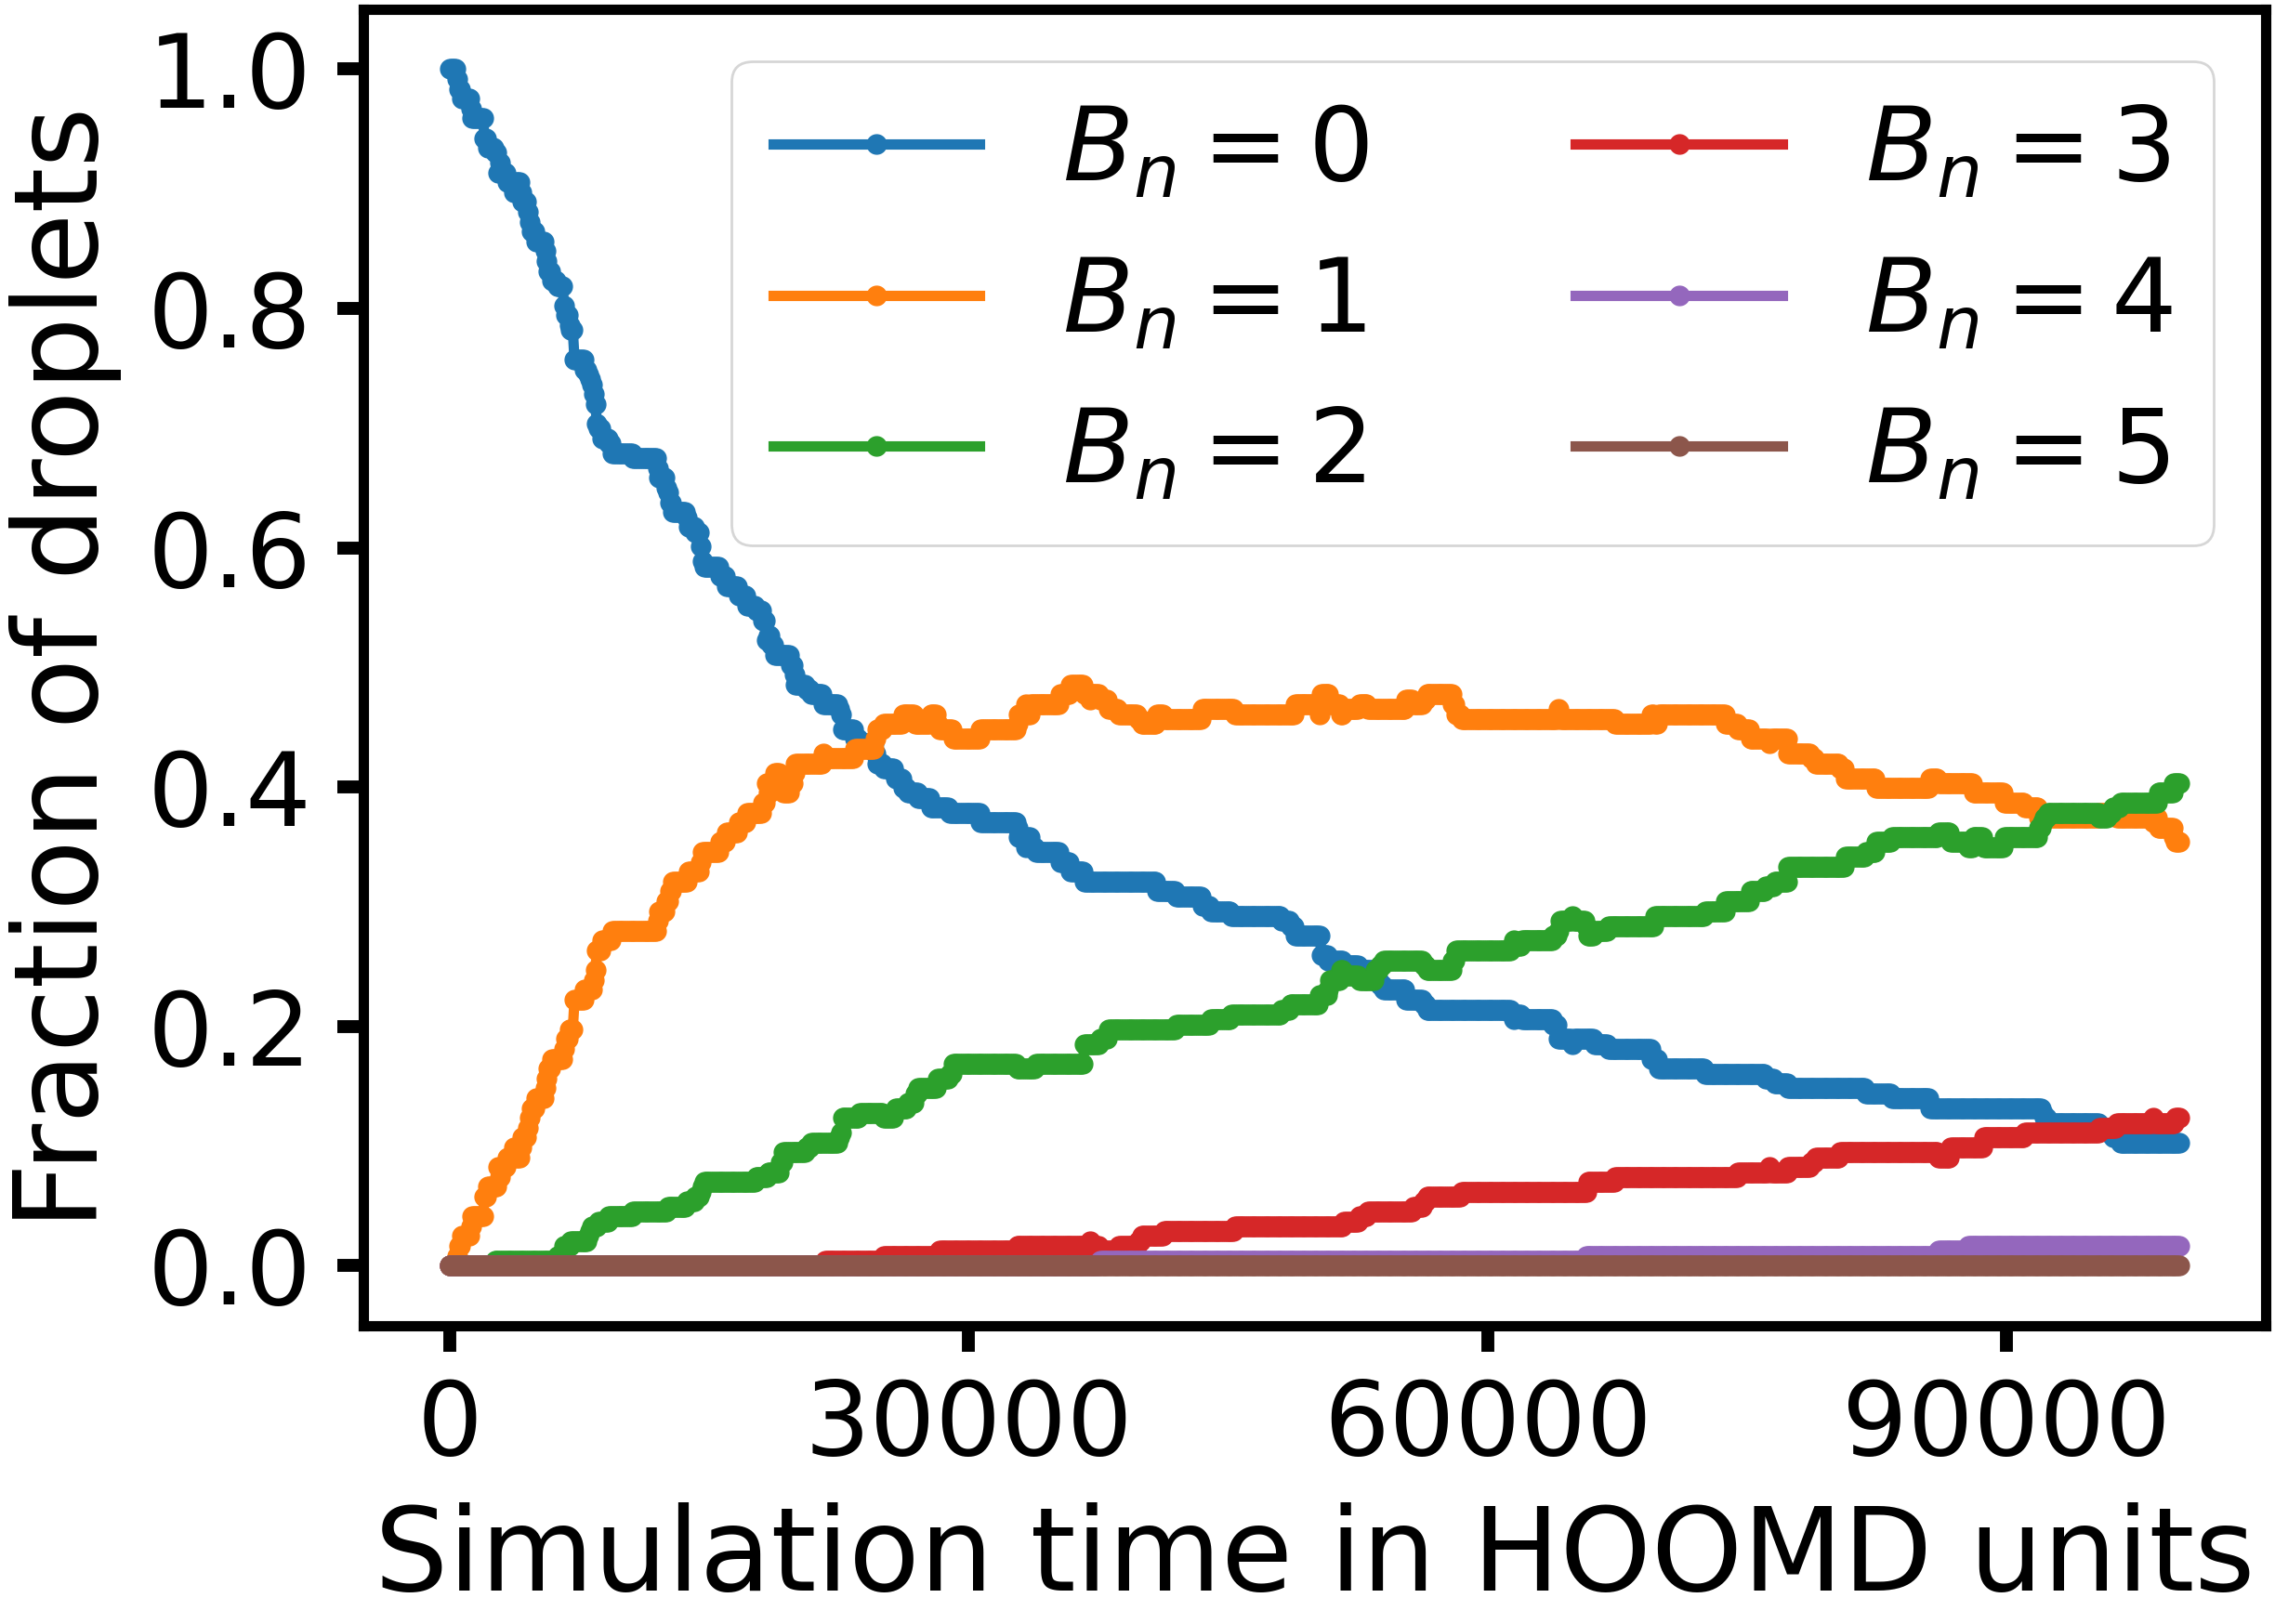 Fraction of droplets
1.0
0.8
0.6
0.4
0.2
0.0
B_n = 0
B_n = 1
B_n = 2
B_n = 3
B_n = 4
B_n = 5
0 30000 60000 90000
Simulation time in HOOMD units